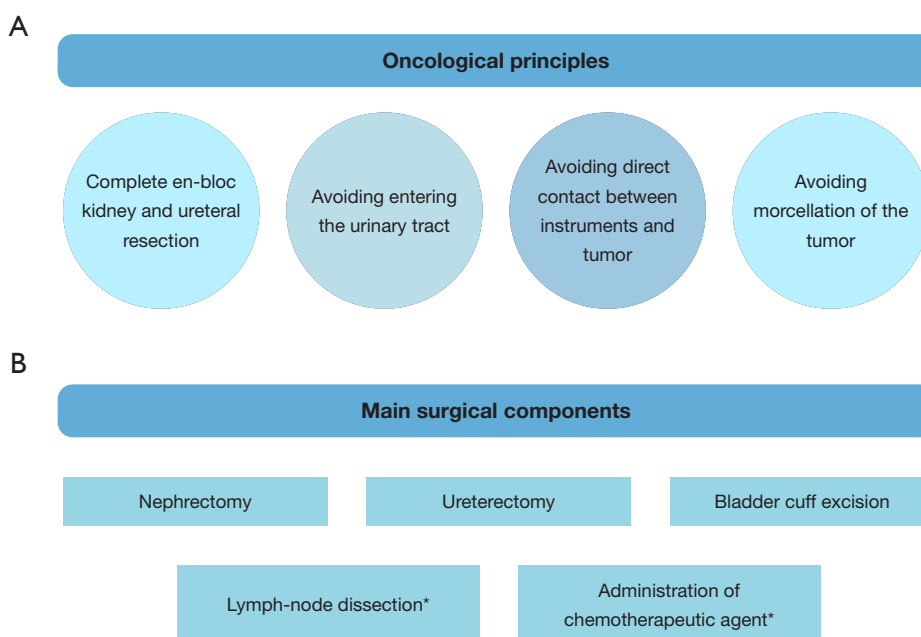 A
Oncological principles
Complete en-bloc
kidney and ureteral
resection
Avoiding entering
the urinary tract
Avoiding direct
contact between
instruments and
tumor
Avoiding
morcellation of the
tumor
B
Main surgical components
Nephrectomy
Ureterectomy
Bladder cuff excision
Lymph-node dissection*
Administration of
chemotherapeutic agent*